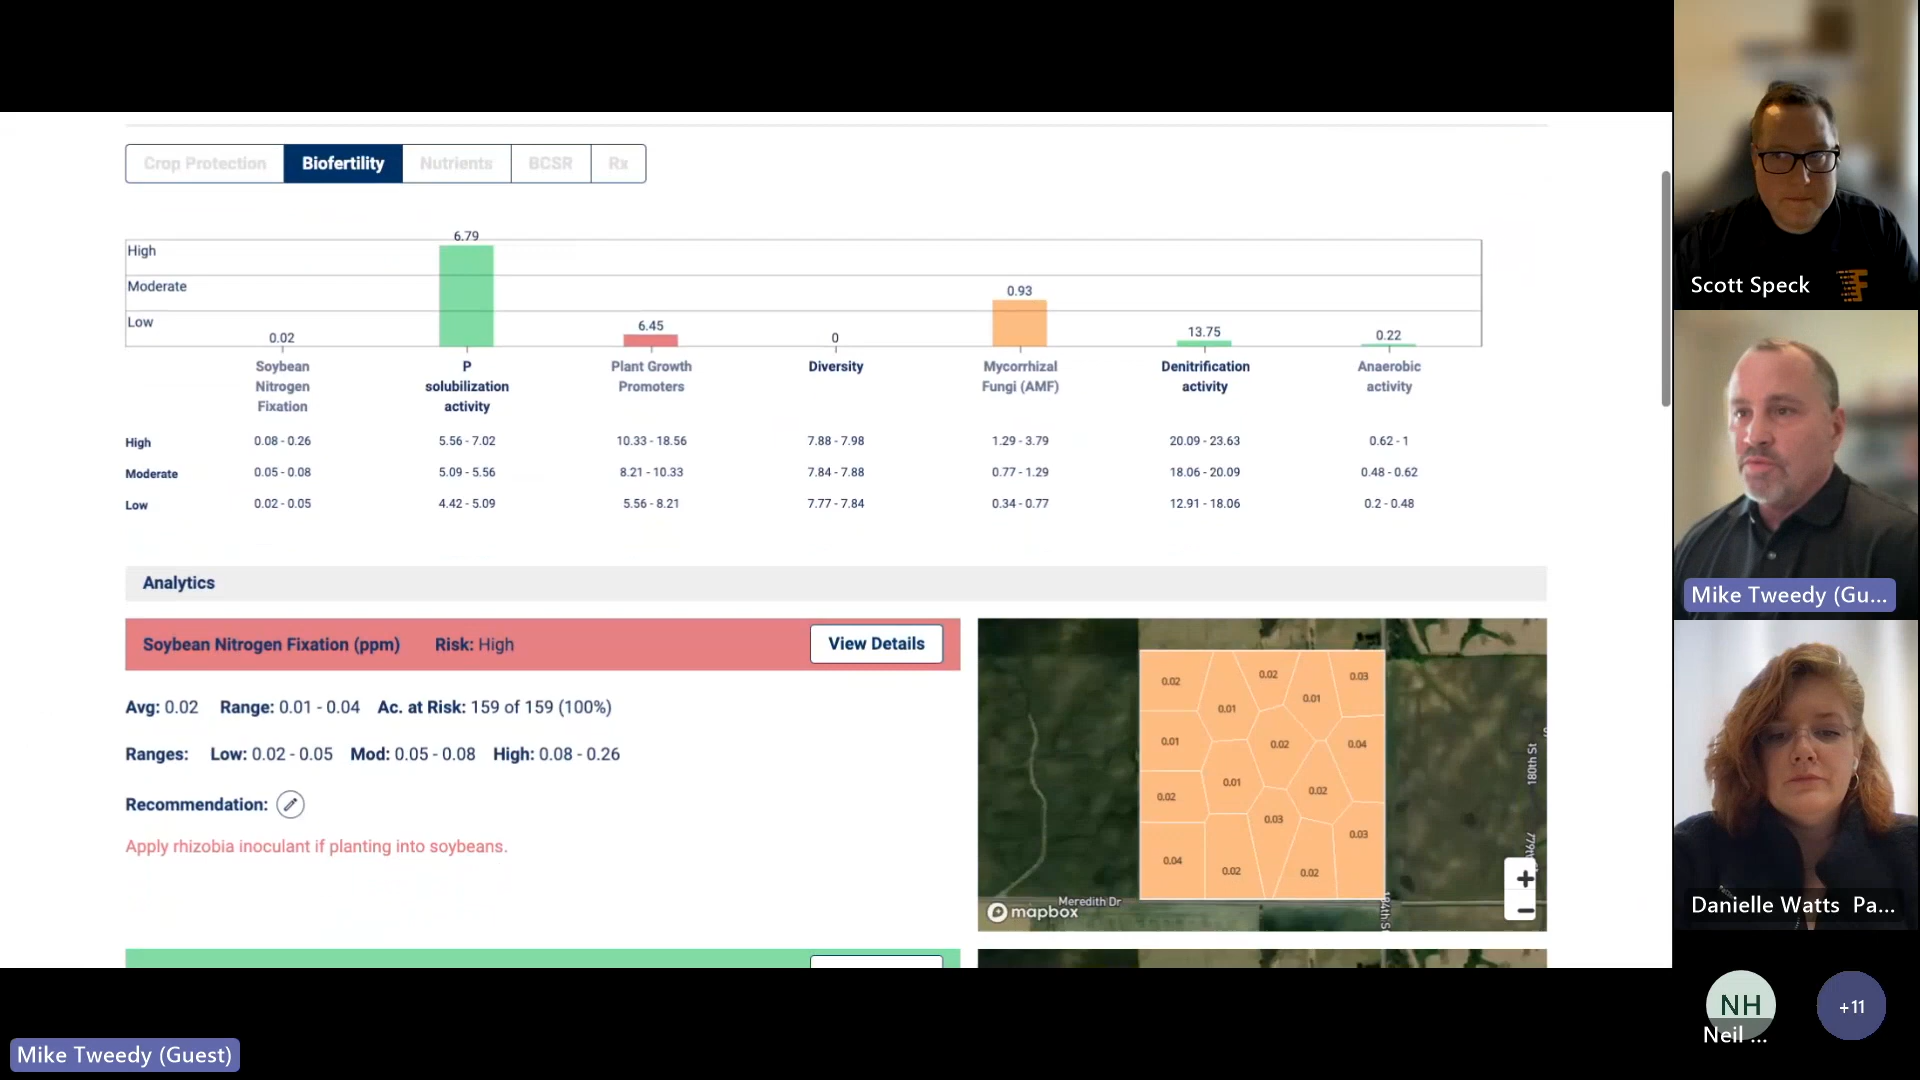 Crop Protection Biofertility Nutrients BCSR Rx
High
Moderate
Low
0.02
6.79
6.45
0
0.93
13.75
0.22
Soybean Nitrogen Fixation
P solubilization activity
Plant Growth Promoters
Diversity
Mycorrhizal Fungi (AMF)
Denitrification activity
Anaerobic activity
High 0.08 - 0.26 5.56 - 7.02 10.33 - 18.56 7.88 - 7.98 1.29 - 3.79 20.09 - 23.63 0.62 - 1
Moderate 0.05 - 0.08 5.09 - 5.56 8.21 - 10.33 7.84 - 7.88 0.77 - 1.29 18.06 - 20.09 0.48 - 0.62
Low 0.02 - 0.05 4.42 - 5.09 5.56 - 8.21 7.77 - 7.84 0.34 - 0.77 12.91 - 18.06 0.2 - 0.48
Analytics
Soybean Nitrogen Fixation (ppm) Risk: High View Details
Avg: 0.02 Range: 0.01 - 0.04 Ac. at Risk: 159 of 159 (100%)
Ranges: Low: 0.02 - 0.05 Mod: 0.05 - 0.08 High: 0.08 - 0.26
Recommendation:
Apply rhizobia inoculant if planting into soybeans.
0.02 0.02 0.03
0.01 0.01
0.01 0.02 0.04
0.01 0.02
0.02
0.03 0.03
0.04 0.02 0.02
180th St
Meredith Dr
mapbox
+
−
Scott Speck
Mike Tweedy (Gu...
Danielle Watts Pa...
NH
Neil ...
+11
Mike Tweedy (Guest)